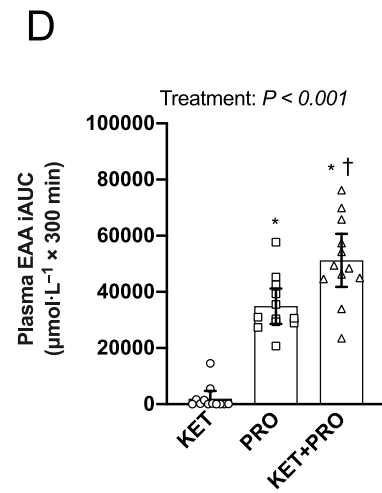 D
Treatment: P < 0.001
Plasma EAA iAUC
(µmol·L⁻¹ × 300 min)
100000
80000
60000
40000
20000
0
* †
*
KET
PRO
KET+PRO